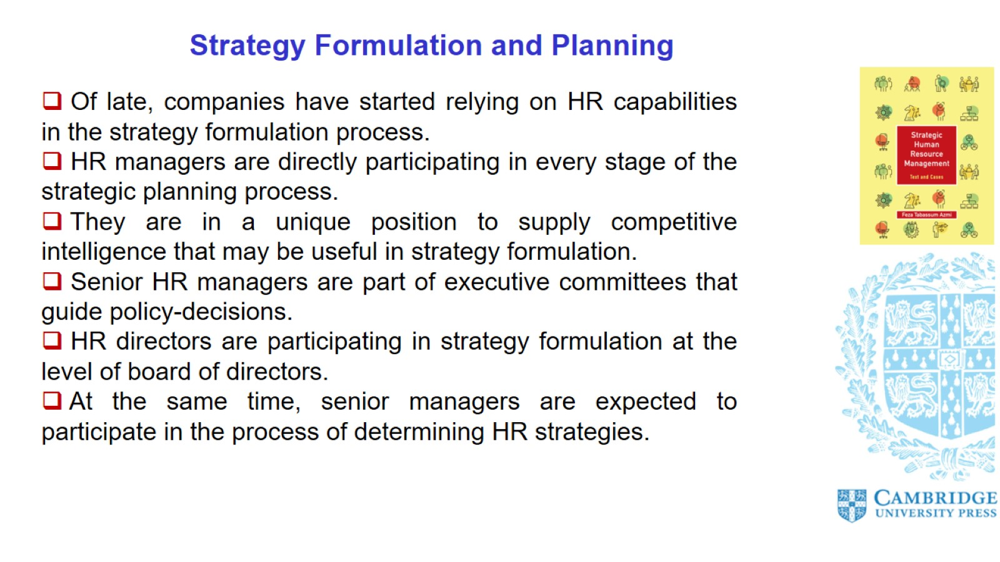 Strategy Formulation and Planning
Of late, companies have started relying on HR capabilities
in the strategy formulation process.
HR managers are directly participating in every stage of the
strategic planning process.
They are in a unique position to supply competitive
intelligence that may be useful in strategy formulation.
Senior HR managers are part of executive committees that
guide policy-decisions.
HR directors are participating in strategy formulation at the
level of board of directors.
At the same time, senior managers are expected to
participate in the process of determining HR strategies.
Strategic
Human
Resource
Management
Text and Cases
Feza Tabassum Azmi
CAMBRIDGE
UNIVERSITY PRESS